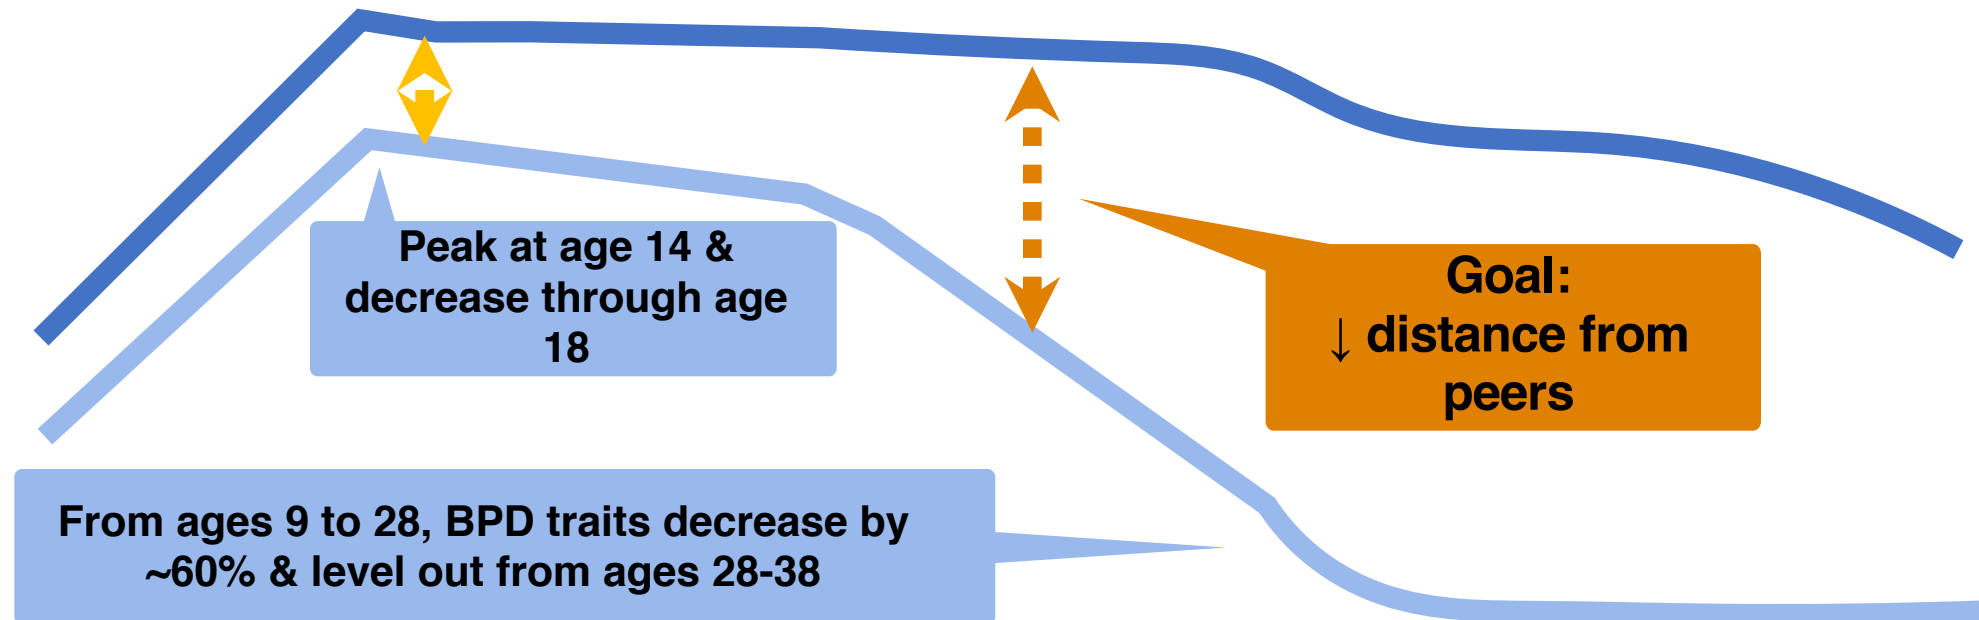 Peak at age 14 &
decrease through age
18
Goal:
↓ distance from
peers
From ages 9 to 28, BPD traits decrease by
~60% & level out from ages 28-38